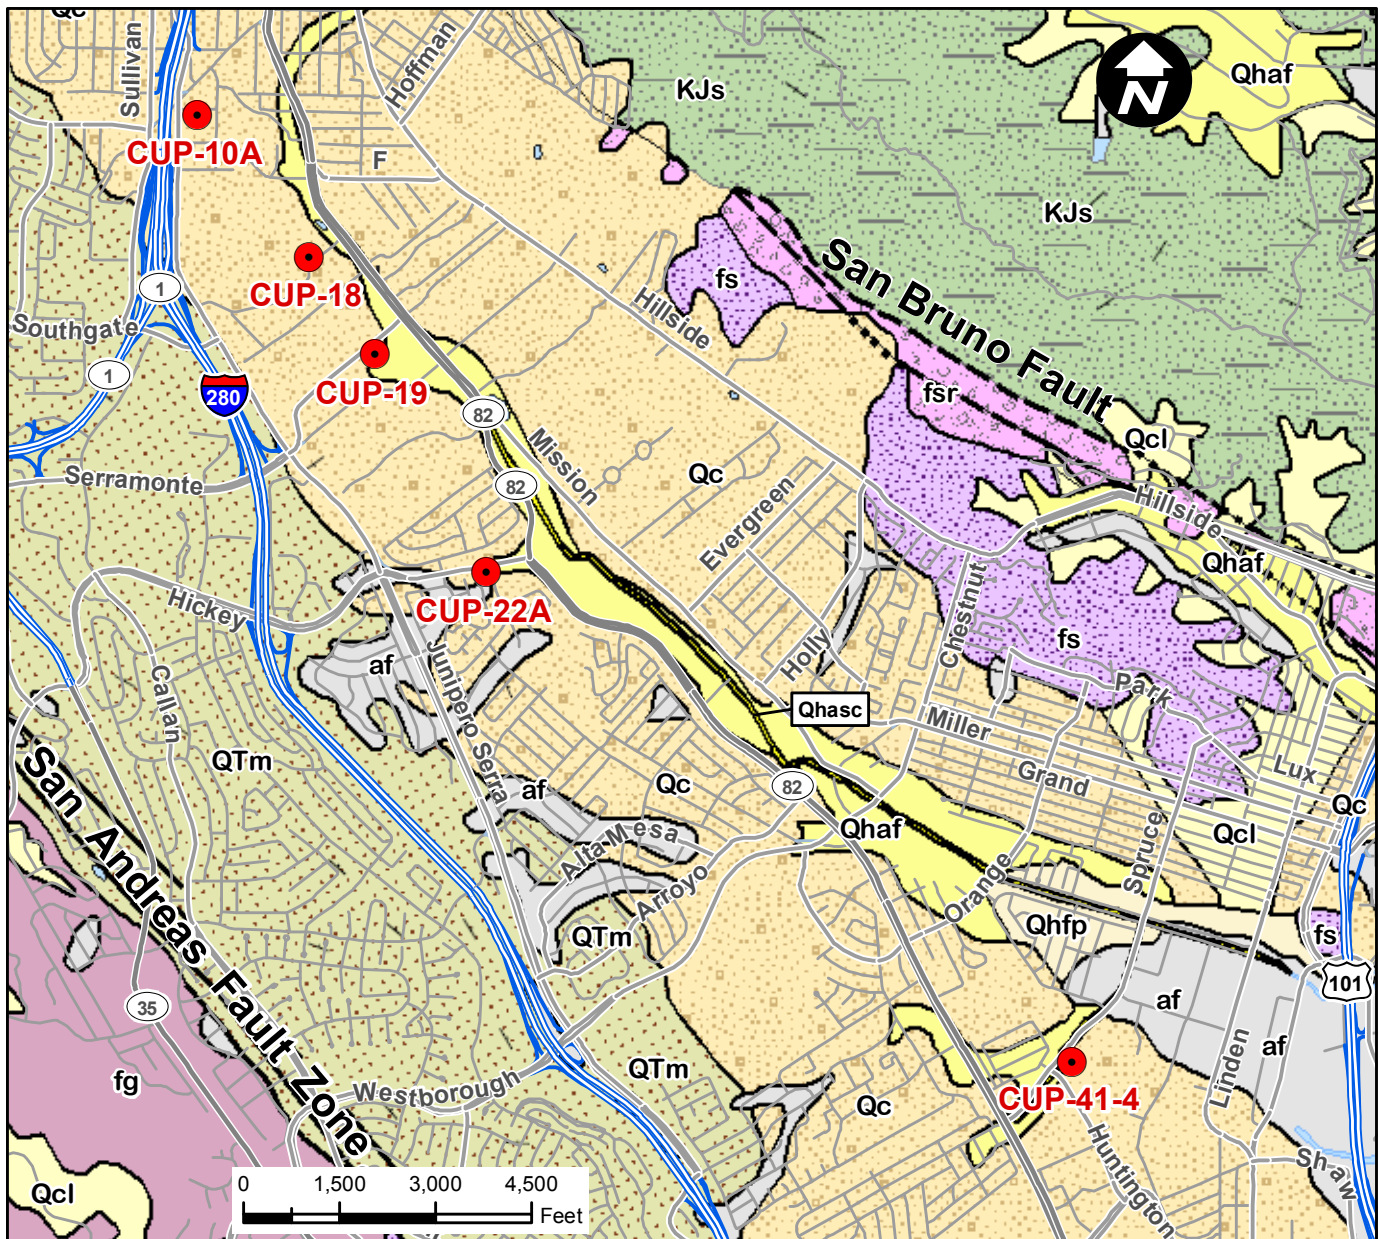 Qc
Sullivan
Hoffman
KJs
Qhaf
N
CUP-10A
F
KJs
San Bruno Fault
fs
1
CUP-18
Hillside
Southgate
1
CUP-19
280
fsr
82
Qcl
Mission
Serramonte
82
Qc
Evergreen
Hillside
Qhaf
Hickey
CUP-22A
Chestnut
fs
Holly
af
Junipero Serra
Callan
Park
Qhasc
Miller
QTm
Lux
Grand
San Andreas Fault Zone
af
Qc
82
Qc
Qhaf
Qcl
Alta Mesa
Spruce
Arroyo
Orange
QTm
Qhfp
fs
101
35
af
Linden
af
fg
Westborough
QTm
Qc
CUP-41-4
Huntington
Shaw
Qcl
0 1,500 3,000 4,500
Feet